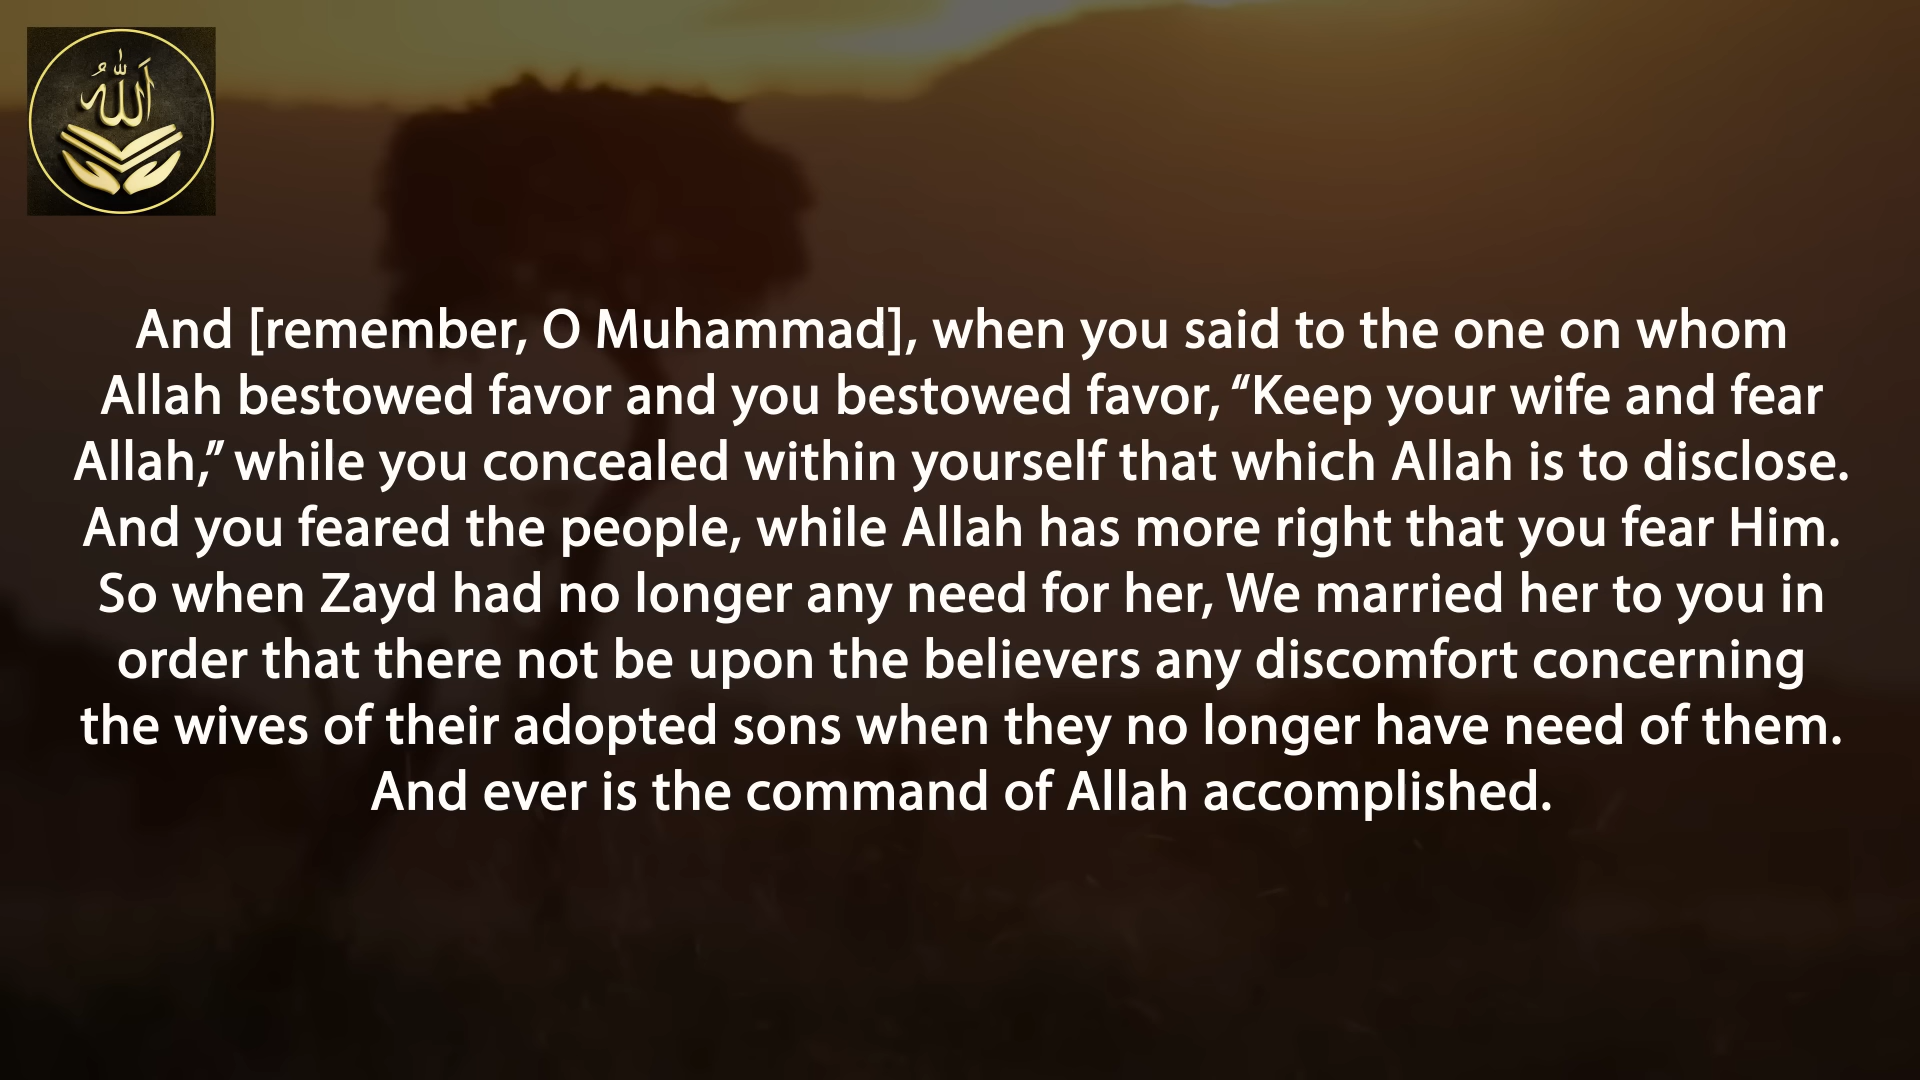 اللّٰهُ
And [remember, O Muhammad], when you said to the one on whom
Allah bestowed favor and you bestowed favor, “Keep your wife and fear
Allah,” while you concealed within yourself that which Allah is to disclose.
And you feared the people, while Allah has more right that you fear Him.
So when Zayd had no longer any need for her, We married her to you in
order that there not be upon the believers any discomfort concerning
the wives of their adopted sons when they no longer have need of them.
And ever is the command of Allah accomplished.